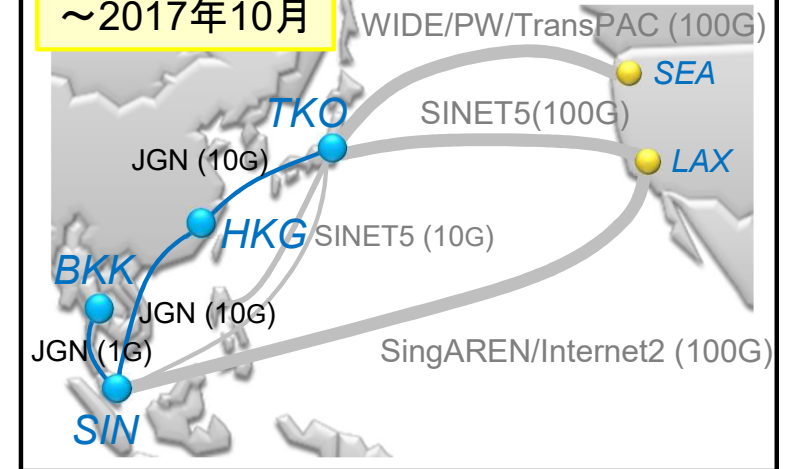 ～2017年10月
WIDE/PW/TransPAC (100G)
SEA
TKO
SINET5(100G)
JGN (10G)
LAX
HKG
SINET5 (10G)
BKK
JGN (10G)
JGN (1G)
SingAREN/Internet2 (100G)
SIN